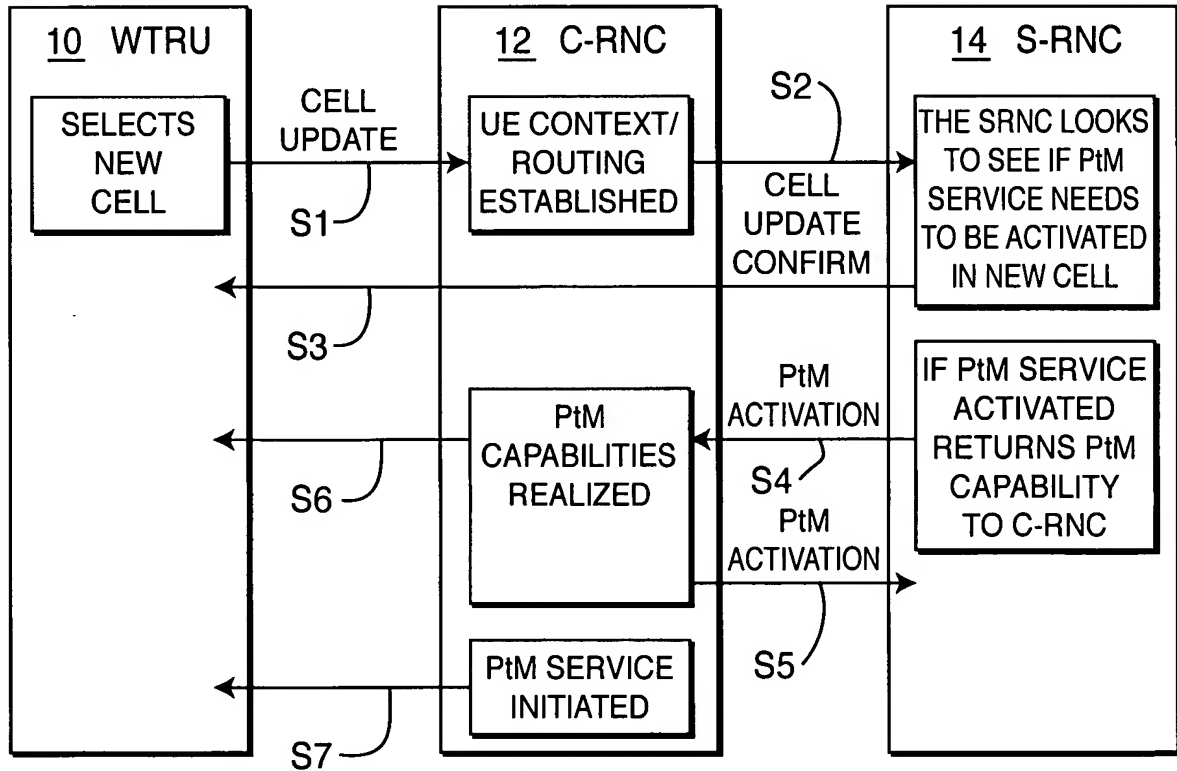 10 WTRU
12 C-RNC
14 S-RNC
SELECTS
NEW
CELL
CELL
UPDATE
S1
UE CONTEXT/
ROUTING
ESTABLISHED
S2
THE SRNC LOOKS
TO SEE IF PtM
SERVICE NEEDS
TO BE ACTIVATED
IN NEW CELL
CELL
UPDATE
CONFIRM
S3
IF PtM SERVICE
ACTIVATED
RETURNS PtM
CAPABILITY
TO C-RNC
PtM
ACTIVATION
S4
PtM
CAPABILITIES
REALIZED
S6
PtM
ACTIVATION
S5
PtM SERVICE
INITIATED
S7